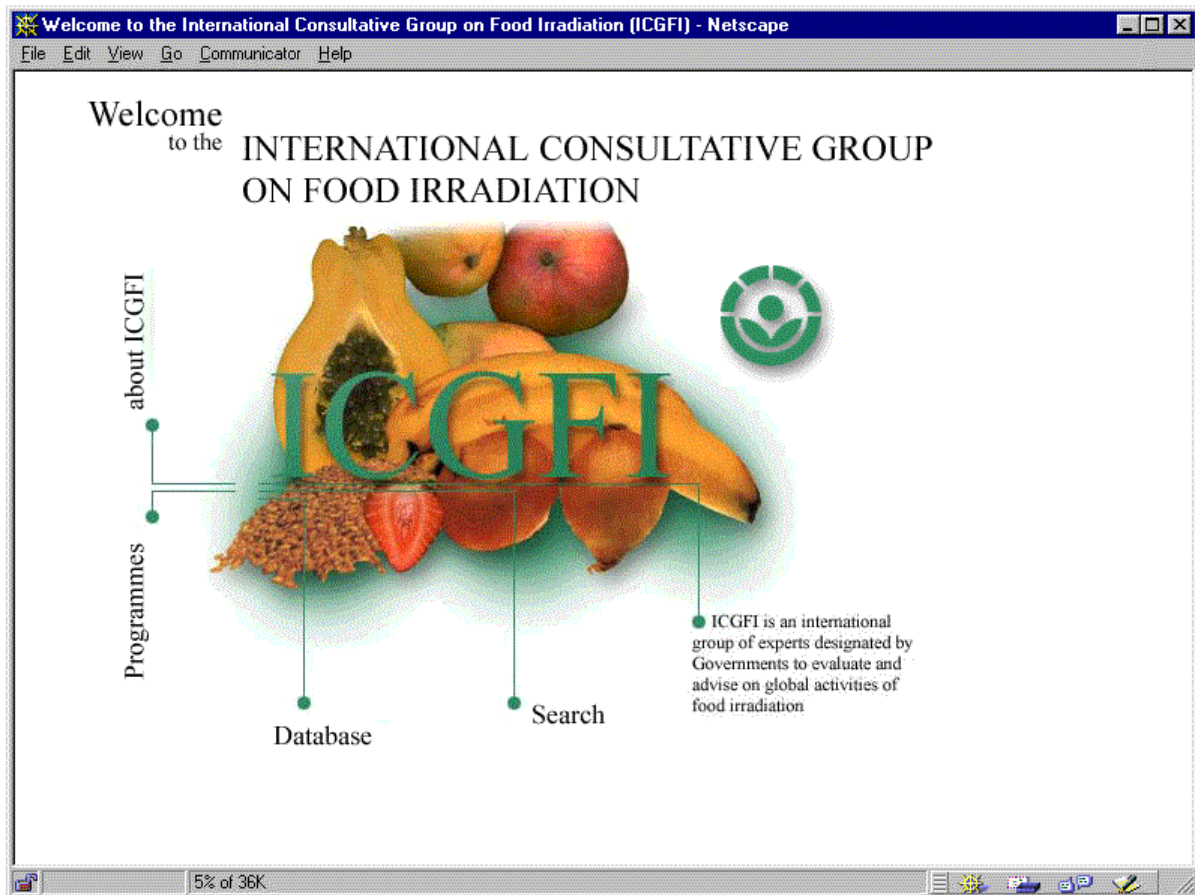 Welcome to the International Consultative Group on Food Irradiation (ICGFI) - Netscape
File Edit View Go Communicator Help
Welcome
to the
INTERNATIONAL CONSULTATIVE GROUP
ON FOOD IRRADIATION
about ICGFI
ICGFI
Programmes
ICGFI is an international
group of experts designated by
Governments to evaluate and
advise on global activities of
food irradiation
Search
Database
5% of 36K